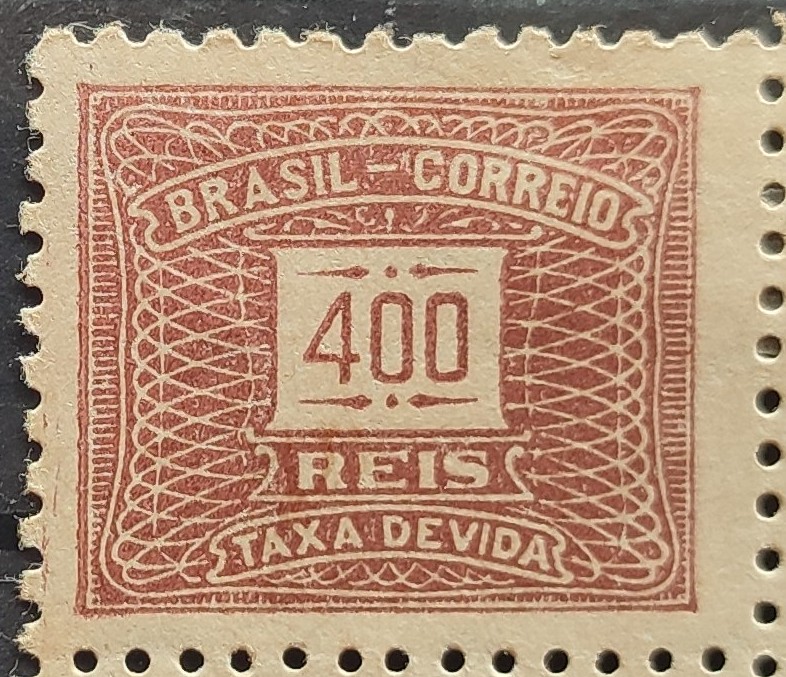 BRASIL - CORREIO
400
REIS
TAXA DEVIDA